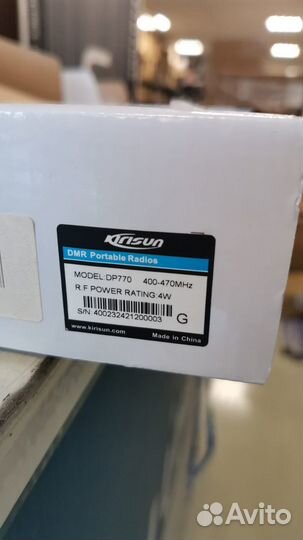 Kirisun
DMR Portable Radios
MODEL:DP770 400-470MHz
R.F POWER RATING:4W
S/N: 400232421200003
www.kirisun.com G
Made in China
Avito